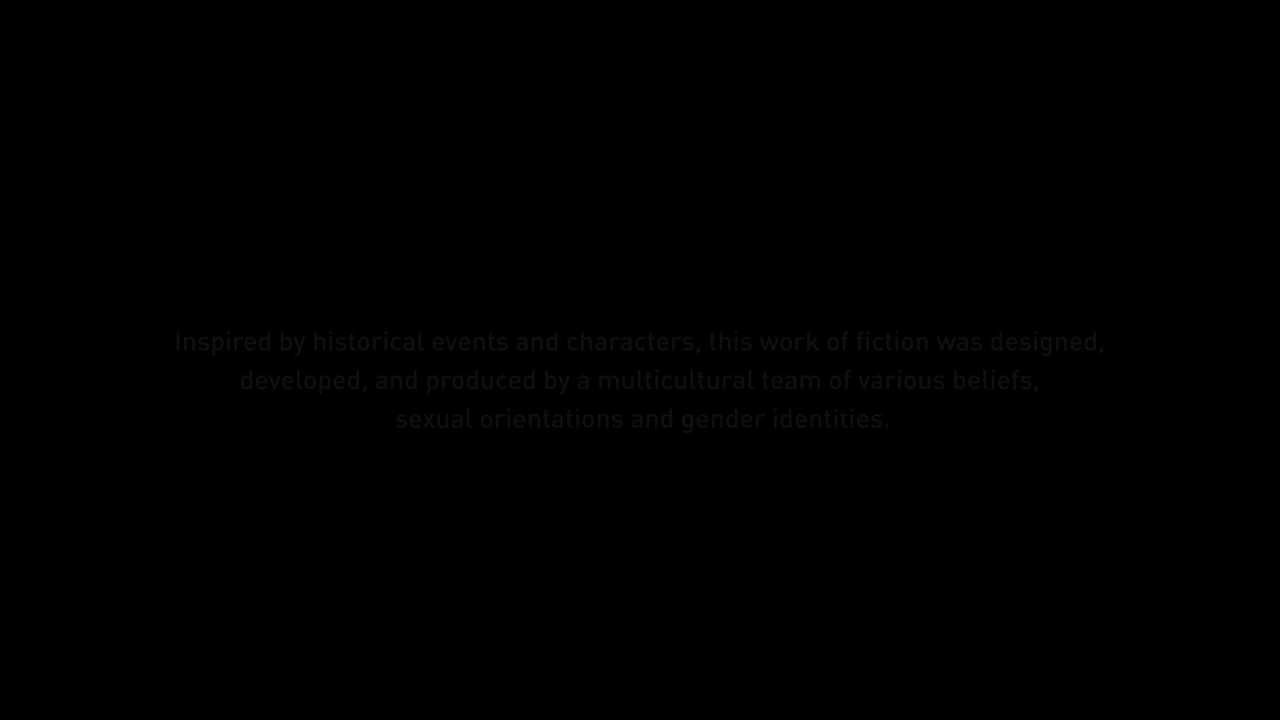 Inspired by historical events and characters, this work of fiction was designed,
developed, and produced by a multicultural team of various beliefs,
sexual orientations and gender identities.